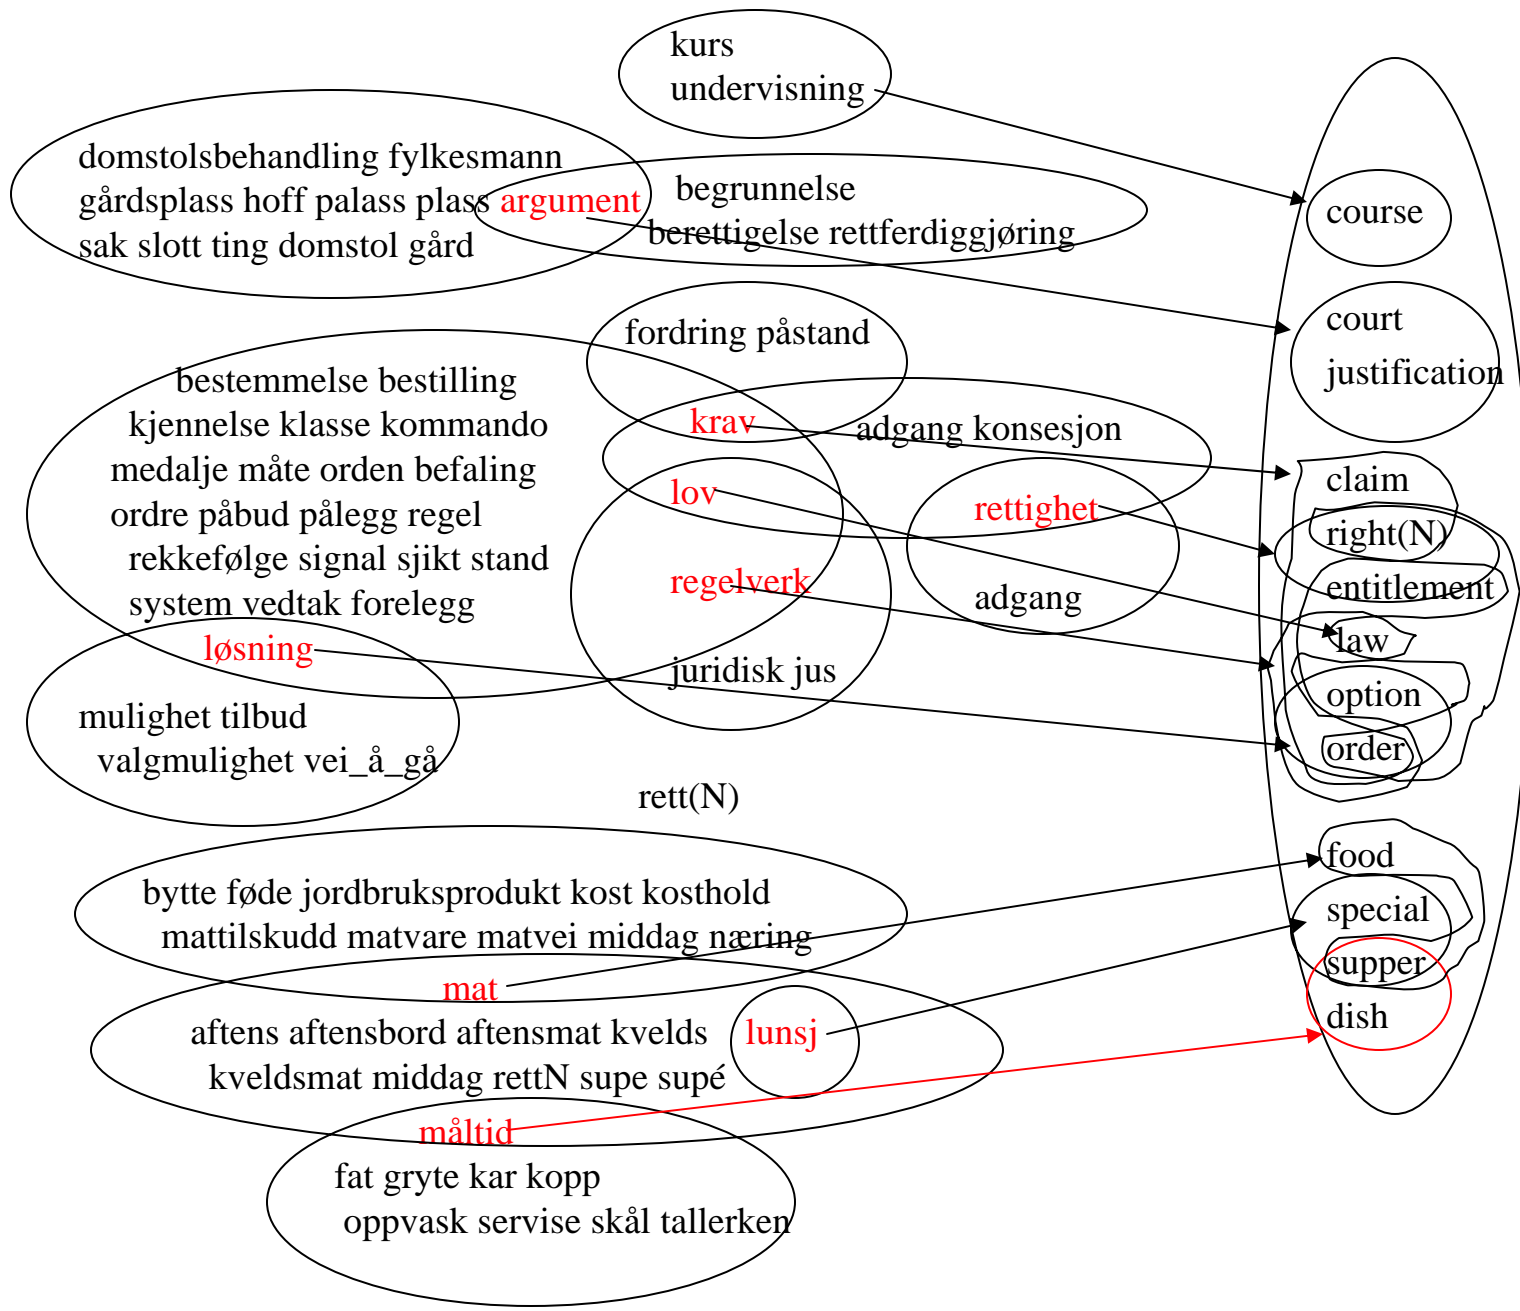 kurs
undervisning
domstolsbehandling fylkesmann
gårdsplass hoff palass plass argument
sak slott ting domstol gård
begrunnelse
berettigelse rettferdiggjøring
fordring påstand
bestemmelse bestilling
kjennelse klasse kommando
medalje måte orden befaling
ordre påbud pålegg regel
rekkefølge signal sjikt stand
system vedtak forelegg
løsning
krav
adgang konsesjon
lov
rettighet
regelverk
adgang
juridisk jus
mulighet tilbud
valgmulighet vei_å_gå
rett(N)
bytte føde jordbruksprodukt kost kosthold
mattilskudd matvare matvei middag næring
mat
aftens aftensbord aftensmat kvelds
kveldsmat middag rettN supe supé
lunsj
måltid
fat gryte kar kopp
oppvask servise skål tallerken
course
court
justification
claim
right(N)
entitlement
law
option
order
food
special
supper
dish